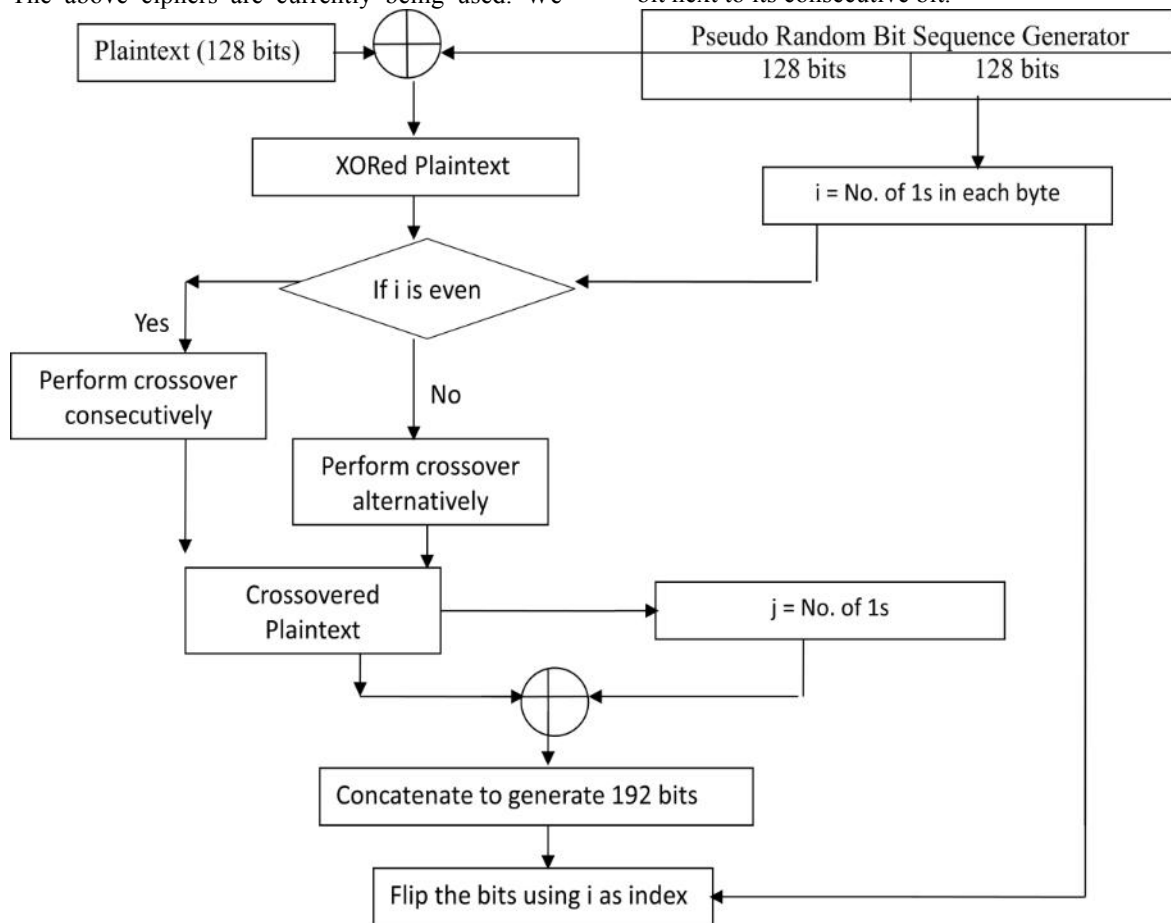 The above ciphers are currently being used. We
bit next to its consecutive bit.
Plaintext (128 bits)
Pseudo Random Bit Sequence Generator
128 bits
128 bits
XORed Plaintext
i = No. of 1s in each byte
If i is even
Yes
Perform crossover
consecutively
No
Perform crossover
alternatively
Crossovered
Plaintext
j = No. of 1s
Concatenate to generate 192 bits
Flip the bits using i as index